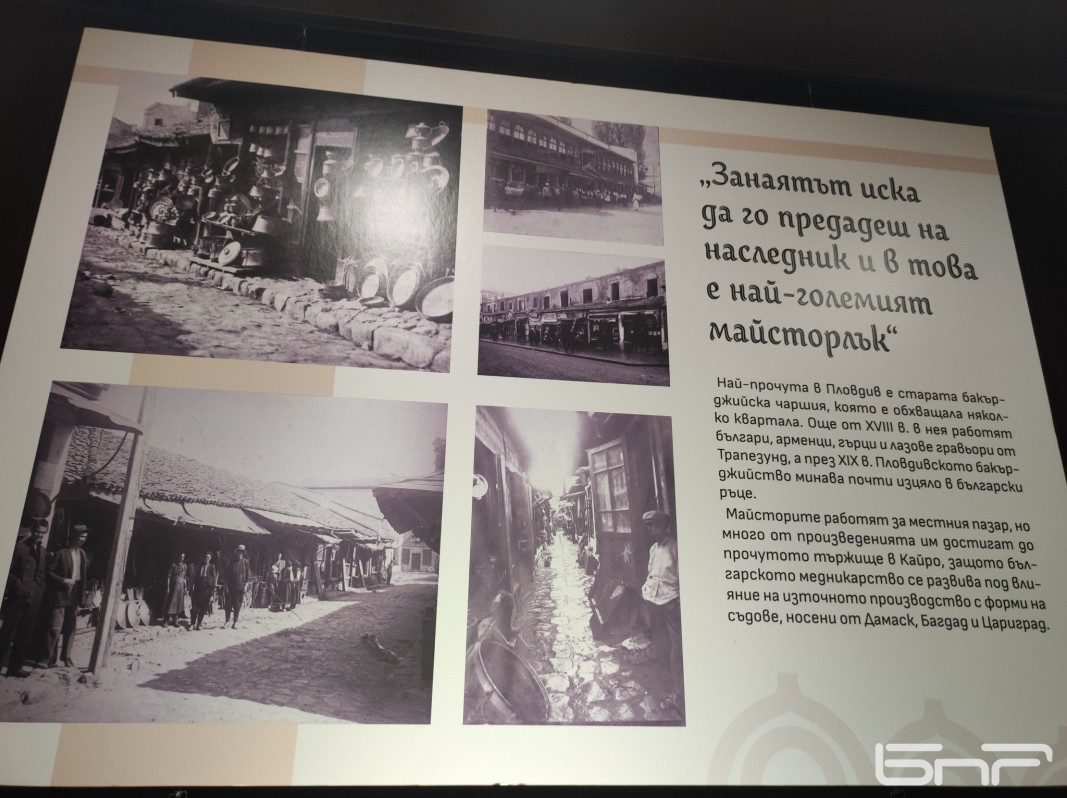 „Занаятът иска
да го предадеш на
наследник и в това
е най-големият
майсторлък“
Най-прочута в Пловдив е старата бакър-
джийска чаршия, която е обхващала някол-
ко квартала. Още от XVIII в. в нея работят
българи, арменци, гърци и лазове гравьори от
Трапезунд, а през XIX в. Пловдивското бакър-
джийство минава почти изцяло в български
ръце.
Майсторите работят за местния пазар, но
много от произведенията им достигат до
прочутото тържище в Кайро, защото бъл-
гарското медникарство се развива под вли-
яние на източното производство с форми на
съдове, носени от Дамаск, Багдад и Цариград.
БНР